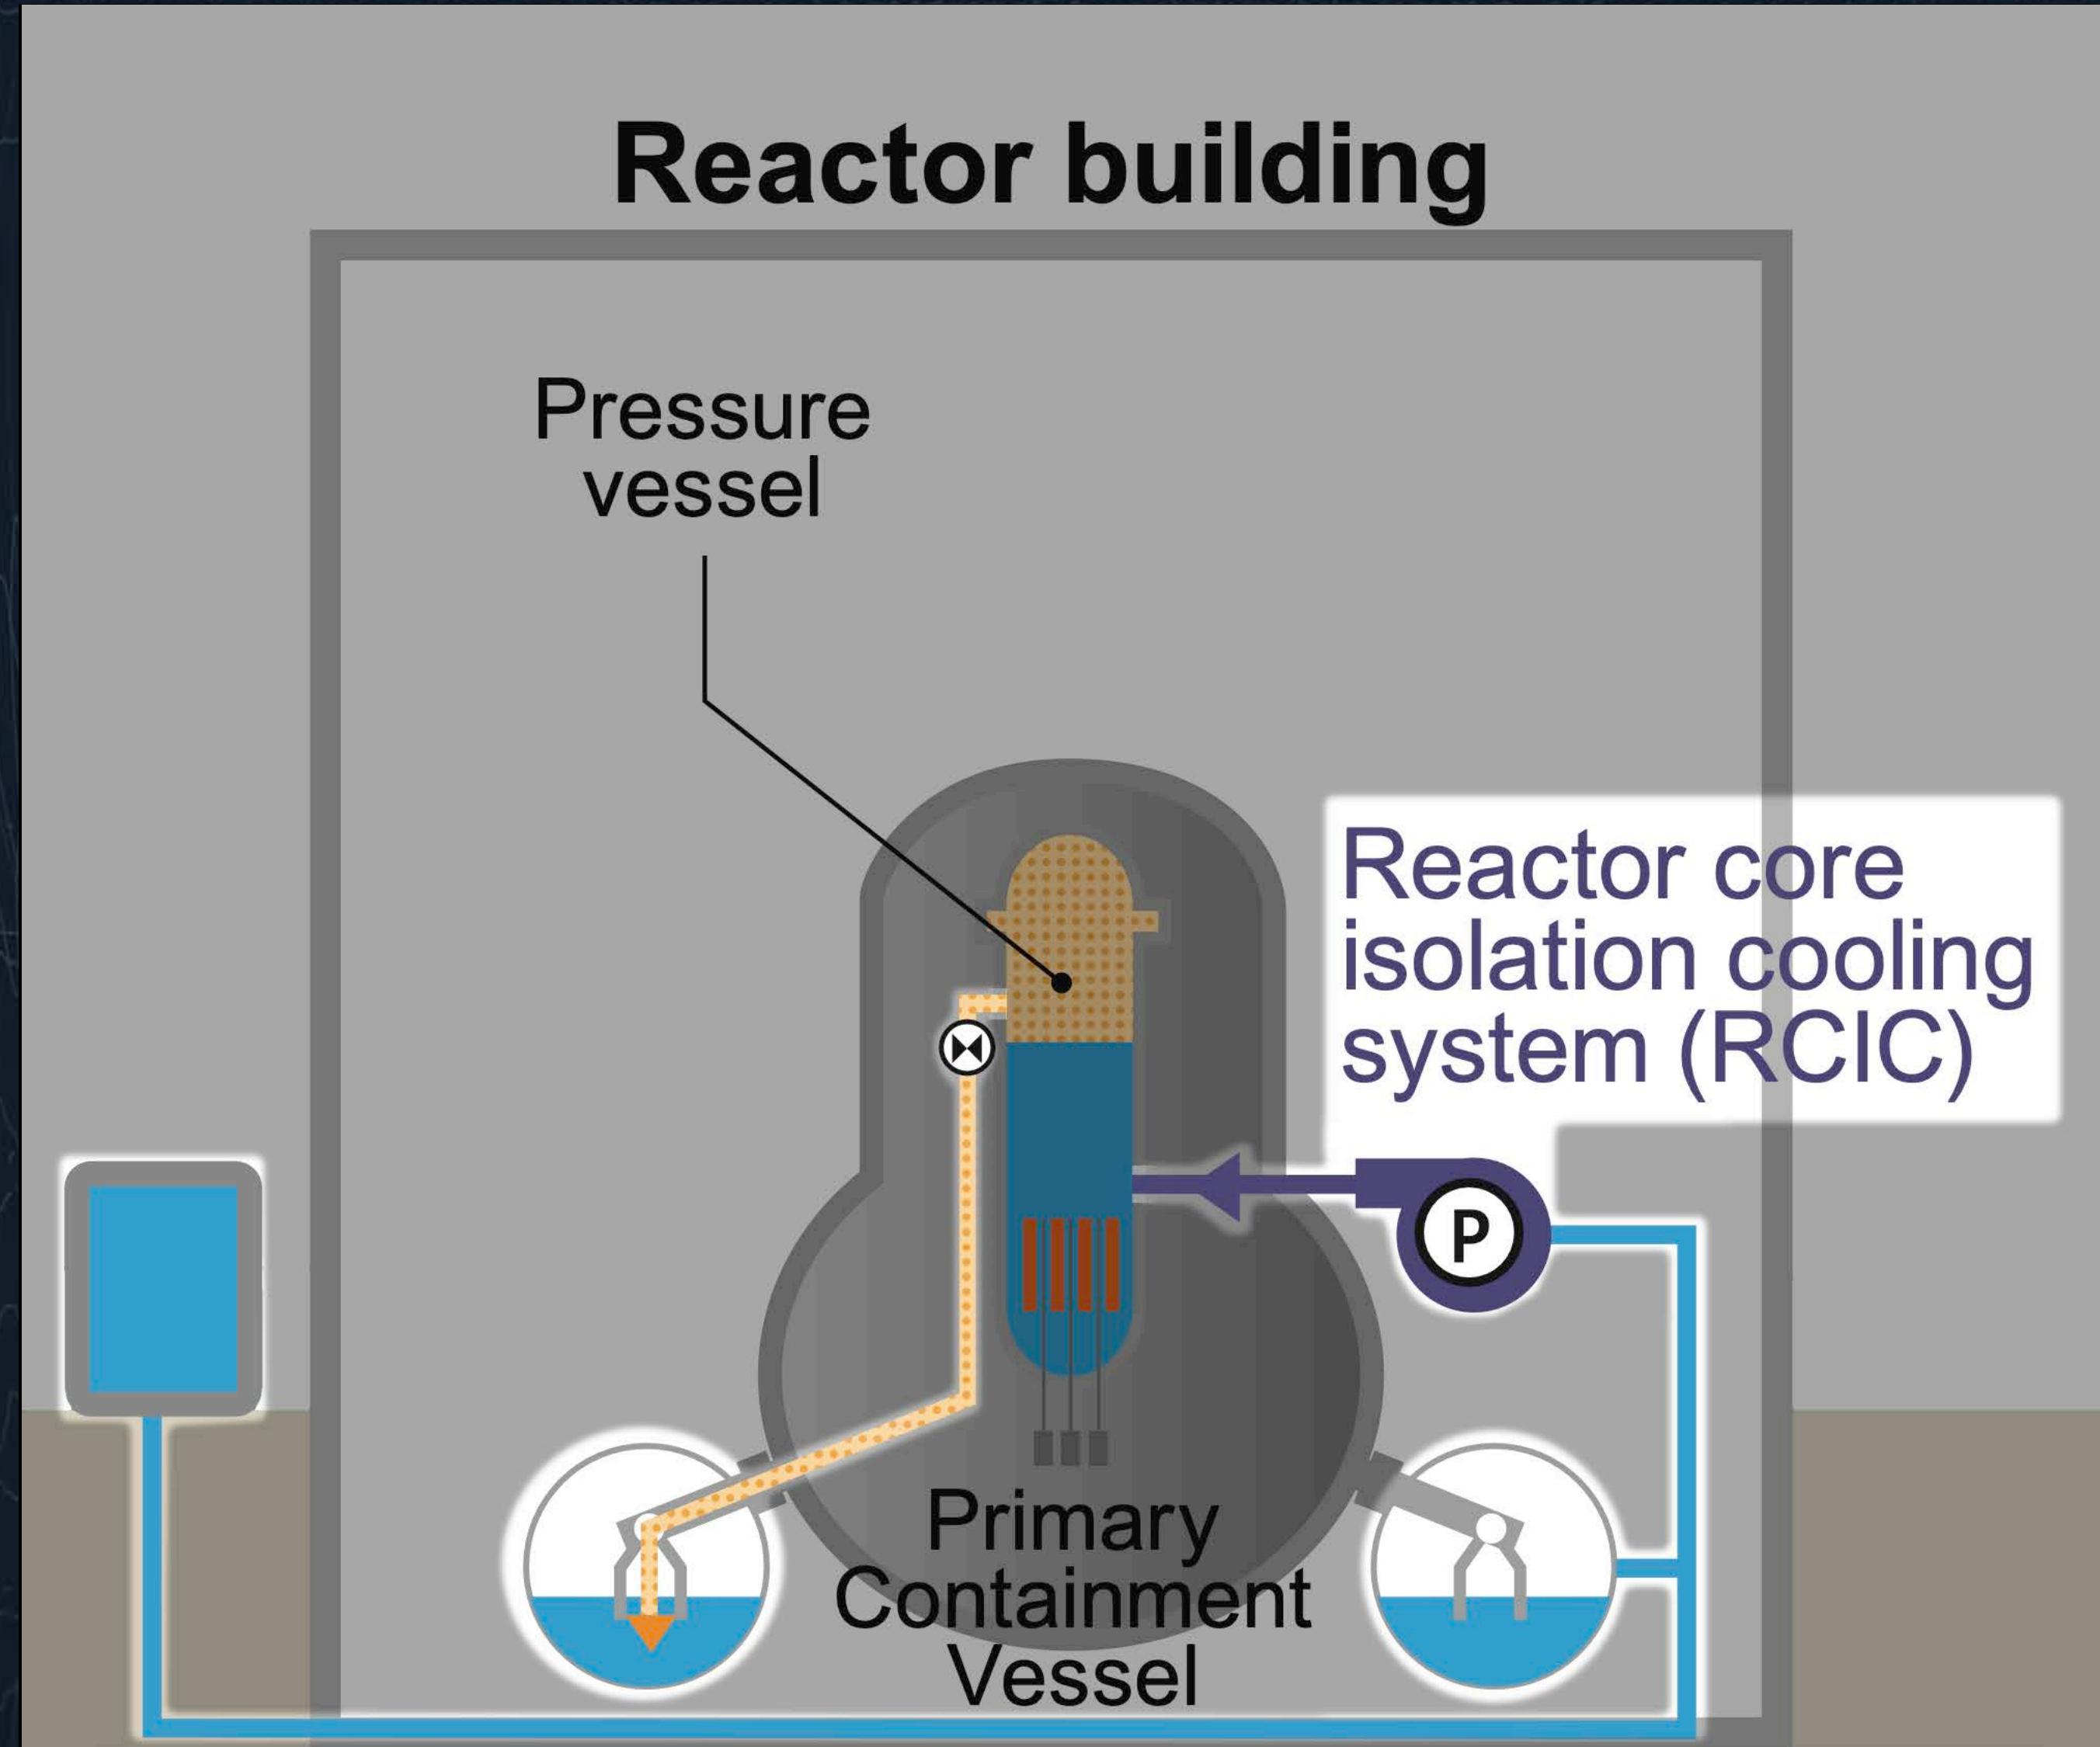 Reactor building
Pressure
vessel
Reactor core
isolation cooling
system (RCIC)
P
Primary
Containment
Vessel